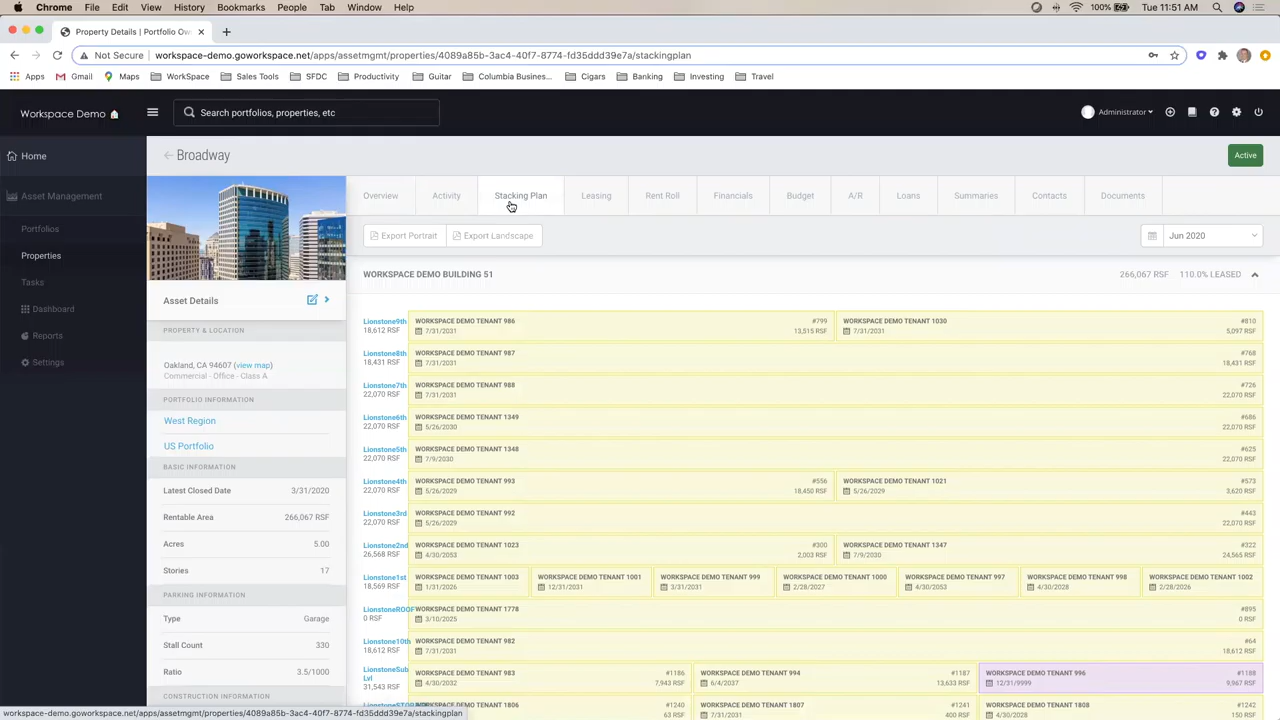 Chrome File Edit View History Bookmarks People Tab Window Help 100% Tue 11:51 AM
Property Details | Portfolio Ow
Not Secure | workspace-demo.goworkspace.net/apps/assetmgmt/properties/4089a85b-3ac4-40f7-8774-fd35ddd39e7a/stackingplan
Apps Gmail Maps WorkSpace Sales Tools SFDC Productivity Guitar Columbia Busines... Cigars Banking Investing Travel
Workspace Demo Search portfolios, properties, etc Administrator
Home
Asset Management
Portfolios
Properties
Tasks
Dashboard
Reports
Settings
Broadway Active
Asset Details
PROPERTY & LOCATION
Oakland, CA 94607 (view map)
Commercial - Office - Class A
PORTFOLIO INFORMATION
West Region
US Portfolio
BASIC INFORMATION
Latest Closed Date 3/31/2020
Rentable Area 266,067 RSF
Acres 5.00
Stories 17
PARKING INFORMATION
Type Garage
Stall Count 330
Ratio 3.5/1000
CONSTRUCTION INFORMATION
Overview Activity Stacking Plan Leasing Rent Roll Financials Budget A/R Loans Summaries Contacts Documents
Export Portrait Export Landscape Jun 2020
WORKSPACE DEMO BUILDING 51 266,067 RSF 110.0% LEASED
Lionstone9th WORKSPACE DEMO TENANT 986 #799 WORKSPACE DEMO TENANT 1030 #810
18,612 RSF 7/31/2031 13,515 RSF 7/31/2031 5,097 RSF
Lionstone8th WORKSPACE DEMO TENANT 987 #768
18,431 RSF 7/31/2031 18,431 RSF
Lionstone7th WORKSPACE DEMO TENANT 988 #726
22,070 RSF 7/31/2031 22,070 RSF
Lionstone6th WORKSPACE DEMO TENANT 1349 #686
22,070 RSF 5/26/2030 22,070 RSF
Lionstone5th WORKSPACE DEMO TENANT 1348 #625
22,070 RSF 7/9/2030 22,070 RSF
Lionstone4th WORKSPACE DEMO TENANT 993 #556 WORKSPACE DEMO TENANT 1021 #573
22,070 RSF 5/26/2029 18,450 RSF 5/26/2029 3,620 RSF
Lionstone3rd WORKSPACE DEMO TENANT 992 #443
22,070 RSF 5/26/2029 22,070 RSF
Lionstone2nd WORKSPACE DEMO TENANT 1023 #300 WORKSPACE DEMO TENANT 1347 #322
26,568 RSF 4/30/2053 2,003 RSF 7/9/2030 24,565 RSF
Lionstone1st WORKSPACE DEMO TENANT 1003 WORKSPACE DEMO TENANT 1001 WORKSPACE DEMO TENANT 999 WORKSPACE DEMO TENANT 1000 WORKSPACE DEMO TENANT 997 WORKSPACE DEMO TENANT 998 WORKSPACE DEMO TENANT 1002
18,569 RSF 1/31/2026 12/31/2031 3/31/2031 2/28/2027 4/30/2053 4/30/2028 2/28/2026
LionstoneROOF WORKSPACE DEMO TENANT 1778 #895
0 RSF 3/10/2025 0 RSF
Lionstone10th WORKSPACE DEMO TENANT 982 #64
18,612 RSF 7/31/2031 18,612 RSF
LionstoneSub WORKSPACE DEMO TENANT 983 #1186 WORKSPACE DEMO TENANT 994 #1187 WORKSPACE DEMO TENANT 996 #1188
Lvl
31,543 RSF 4/30/2032 7,943 RSF 6/4/2037 13,633 RSF 12/31/9999 9,967 RSF
WORKSPACE DEMO TENANT 1806 #1240 WORKSPACE DEMO TENANT 1807 #1241 WORKSPACE DEMO TENANT 1808 #1242
63 RSF 7/31/2031 400 RSF 4/30/2028 150 RSF
workspace-demo.goworkspace.net/apps/assetmgmt/properties/4089a85b-3ac4-40f7-8774-fd35ddd39e7a/stackingplan